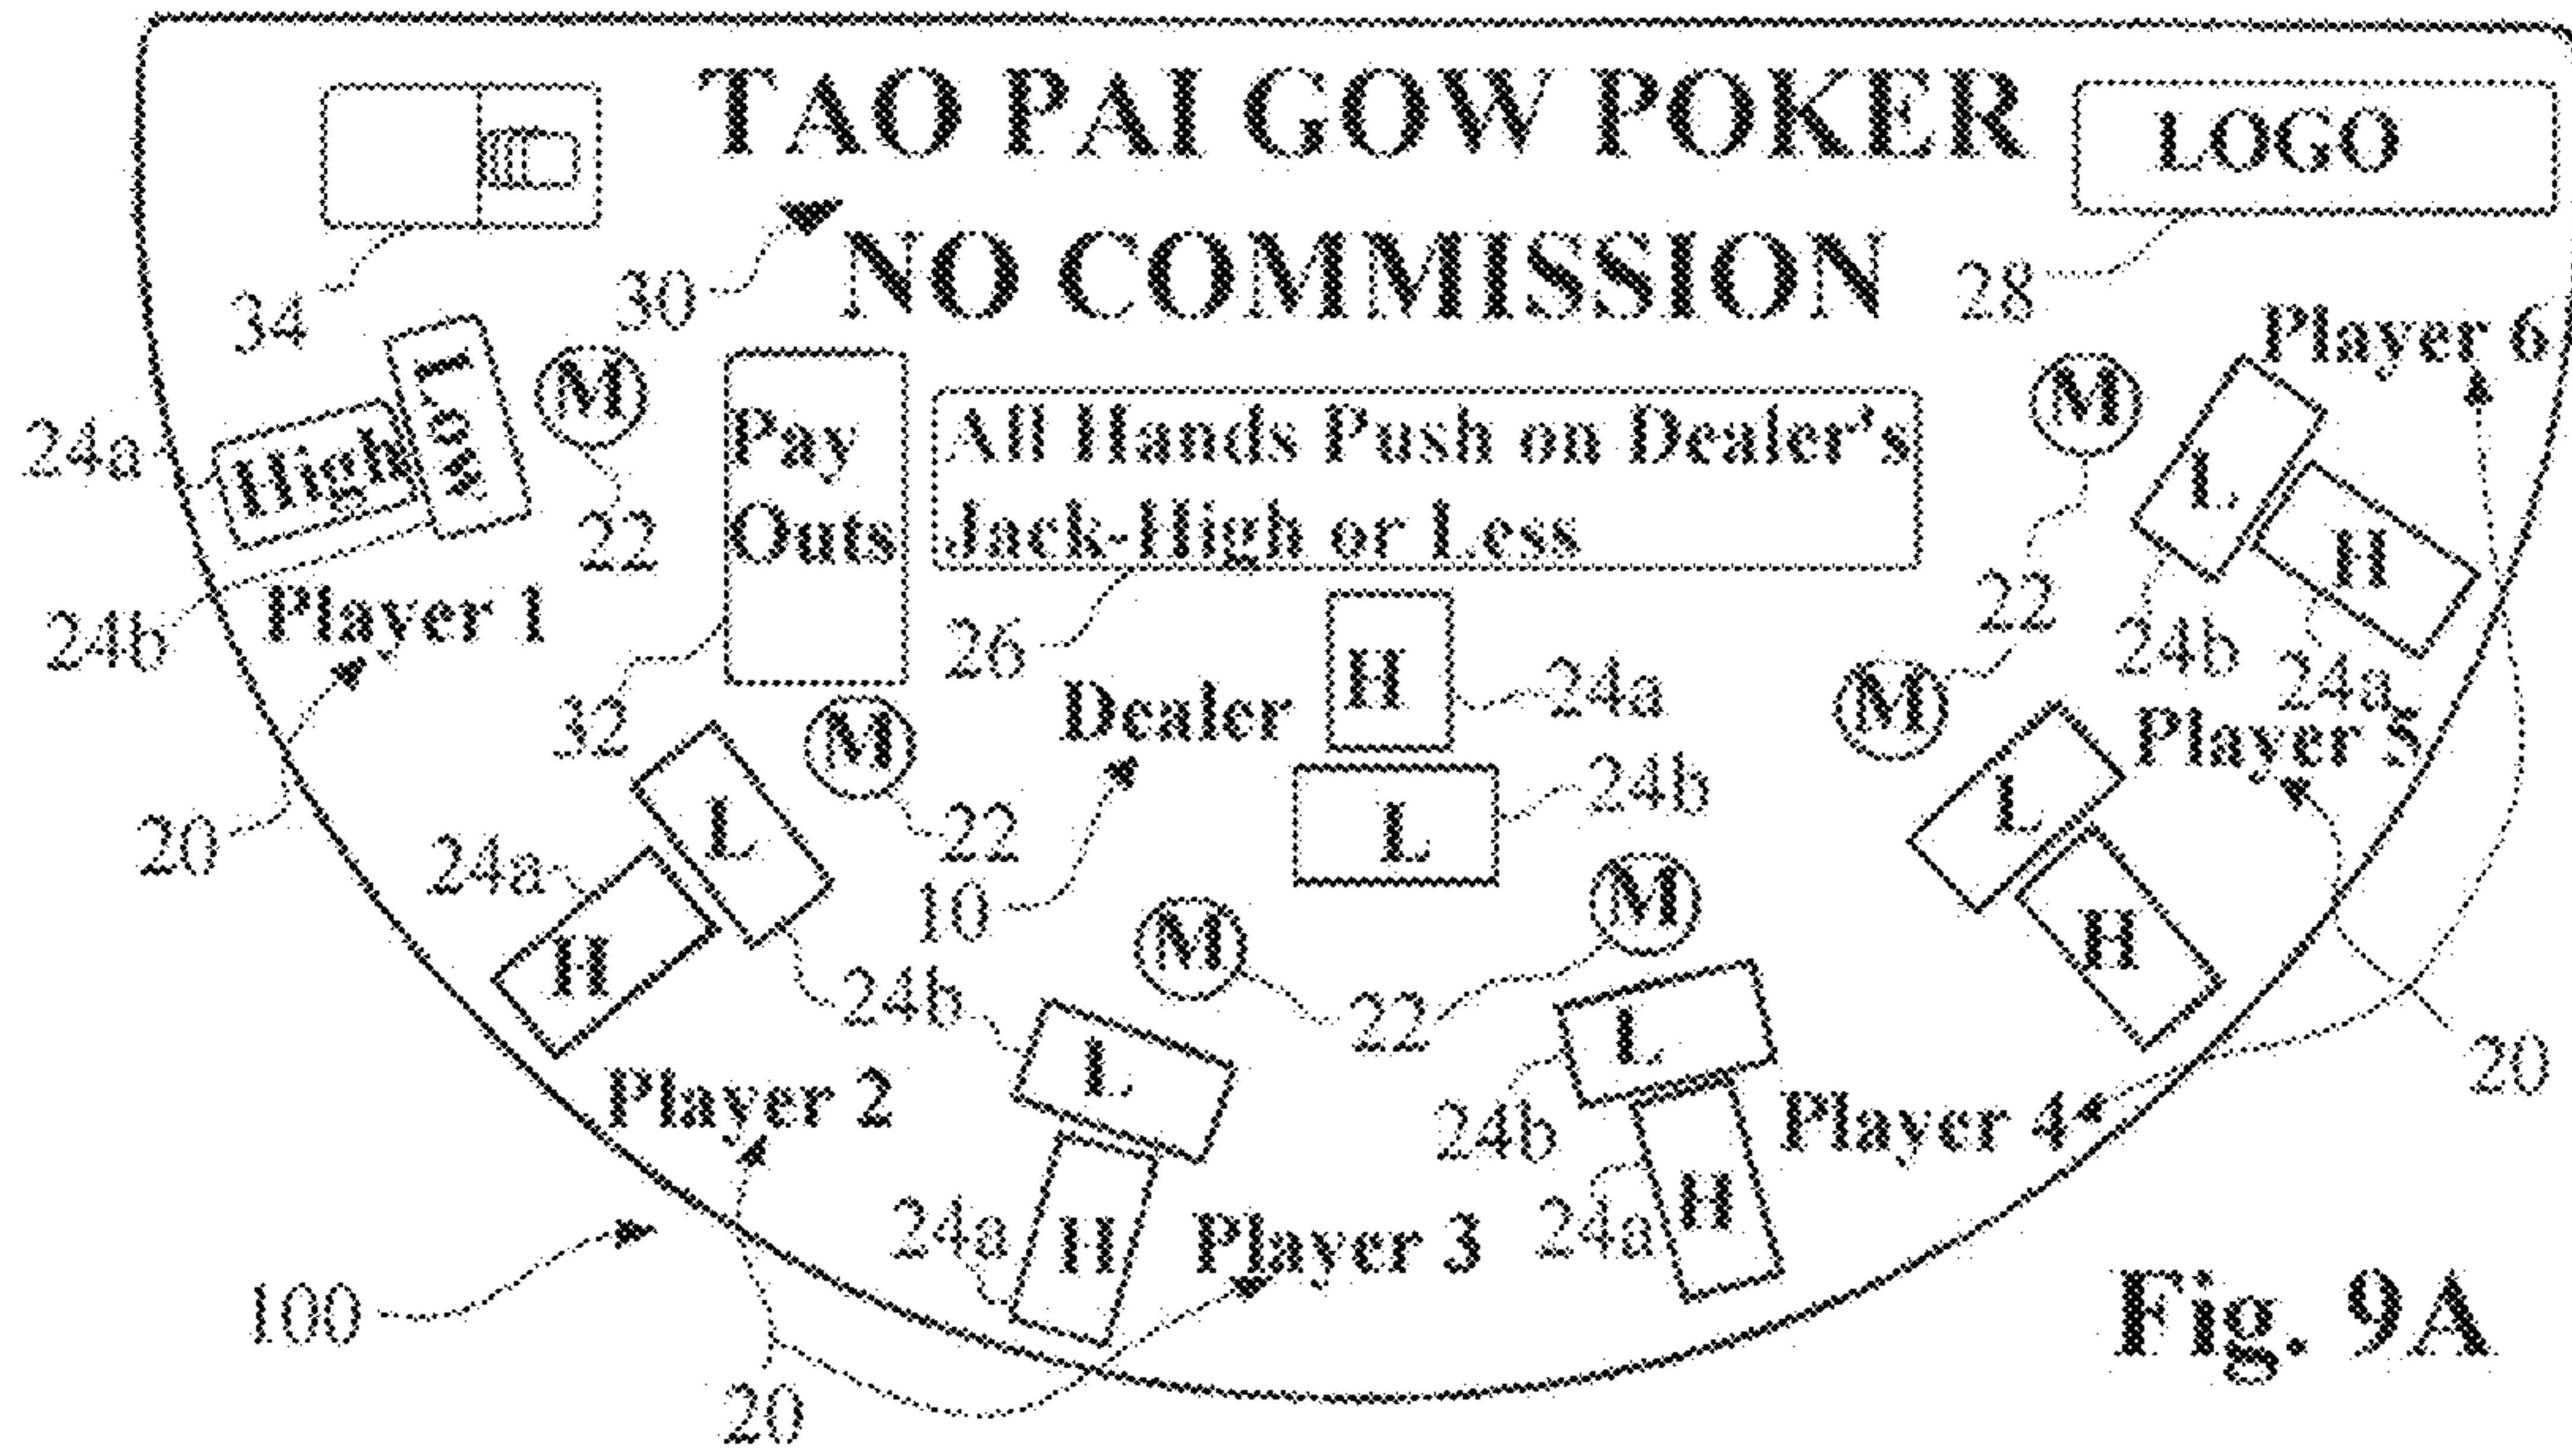 TAO PAI GOW POKER
LOGO
NO COMMISSION
34
30
28
Player 6
High
Low
M
M
24a
22
Pay
Outs
All Hands Push on Dealer's
Jack-High or Less
L
H
24b
Player 1
26
22
24b
24a
32
M
Dealer
H
24a
M
Player 5
20
24a
L
22
L
24b
L
10
M
M
H
H
24b
22
L
L
20
Player 2
24b
Player 4
24a
H
Player 3
24a
H
100
20
Fig. 9A